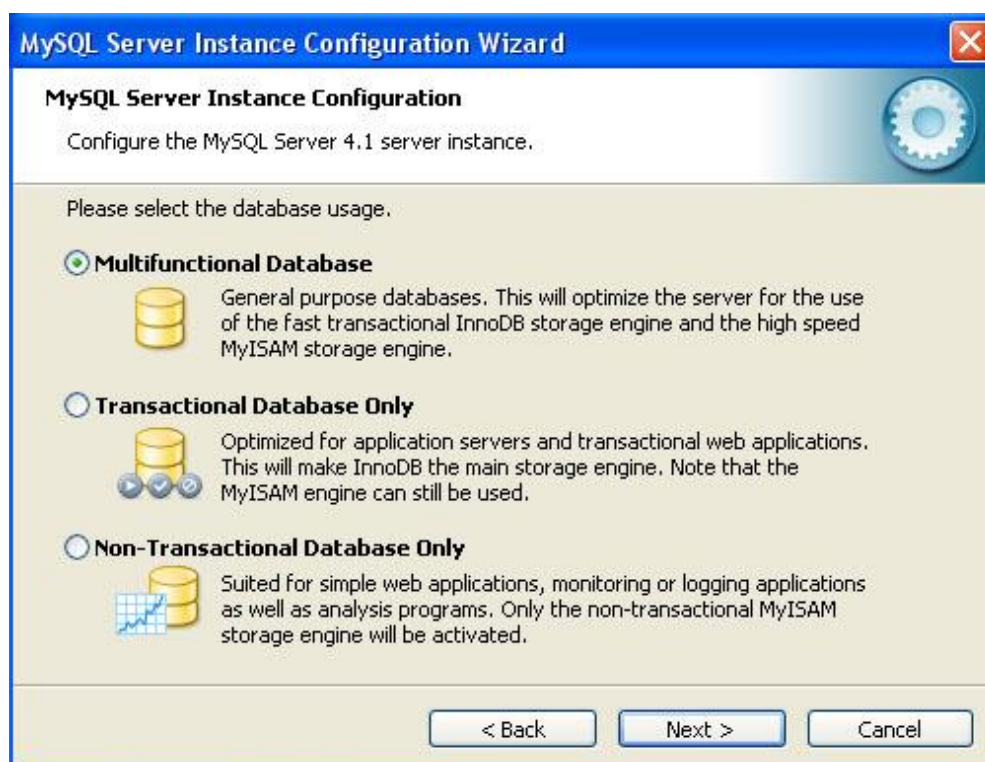 MySQL Server Instance Configuration Wizard
MySQL Server Instance Configuration
Configure the MySQL Server 4.1 server instance.
Please select the database usage.
Multifunctional Database
General purpose databases. This will optimize the server for the use
of the fast transactional InnoDB storage engine and the high speed
MyISAM storage engine.
Transactional Database Only
Optimized for application servers and transactional web applications.
This will make InnoDB the main storage engine. Note that the
MyISAM engine can still be used.
Non-Transactional Database Only
Suited for simple web applications, monitoring or logging applications
as well as analysis programs. Only the non-transactional MyISAM
storage engine will be activated.
< Back Next > Cancel